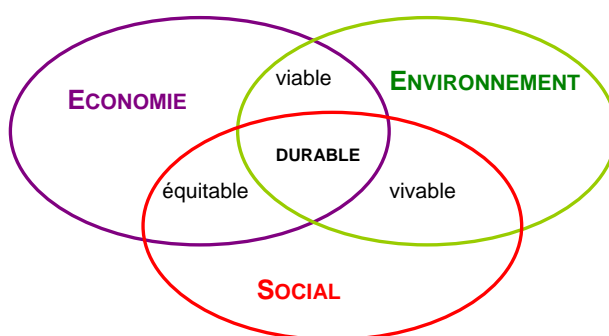 viable
ENVIRONNEMENT
ECONOMIE
DURABLE
équitable
vivable
SOCIAL